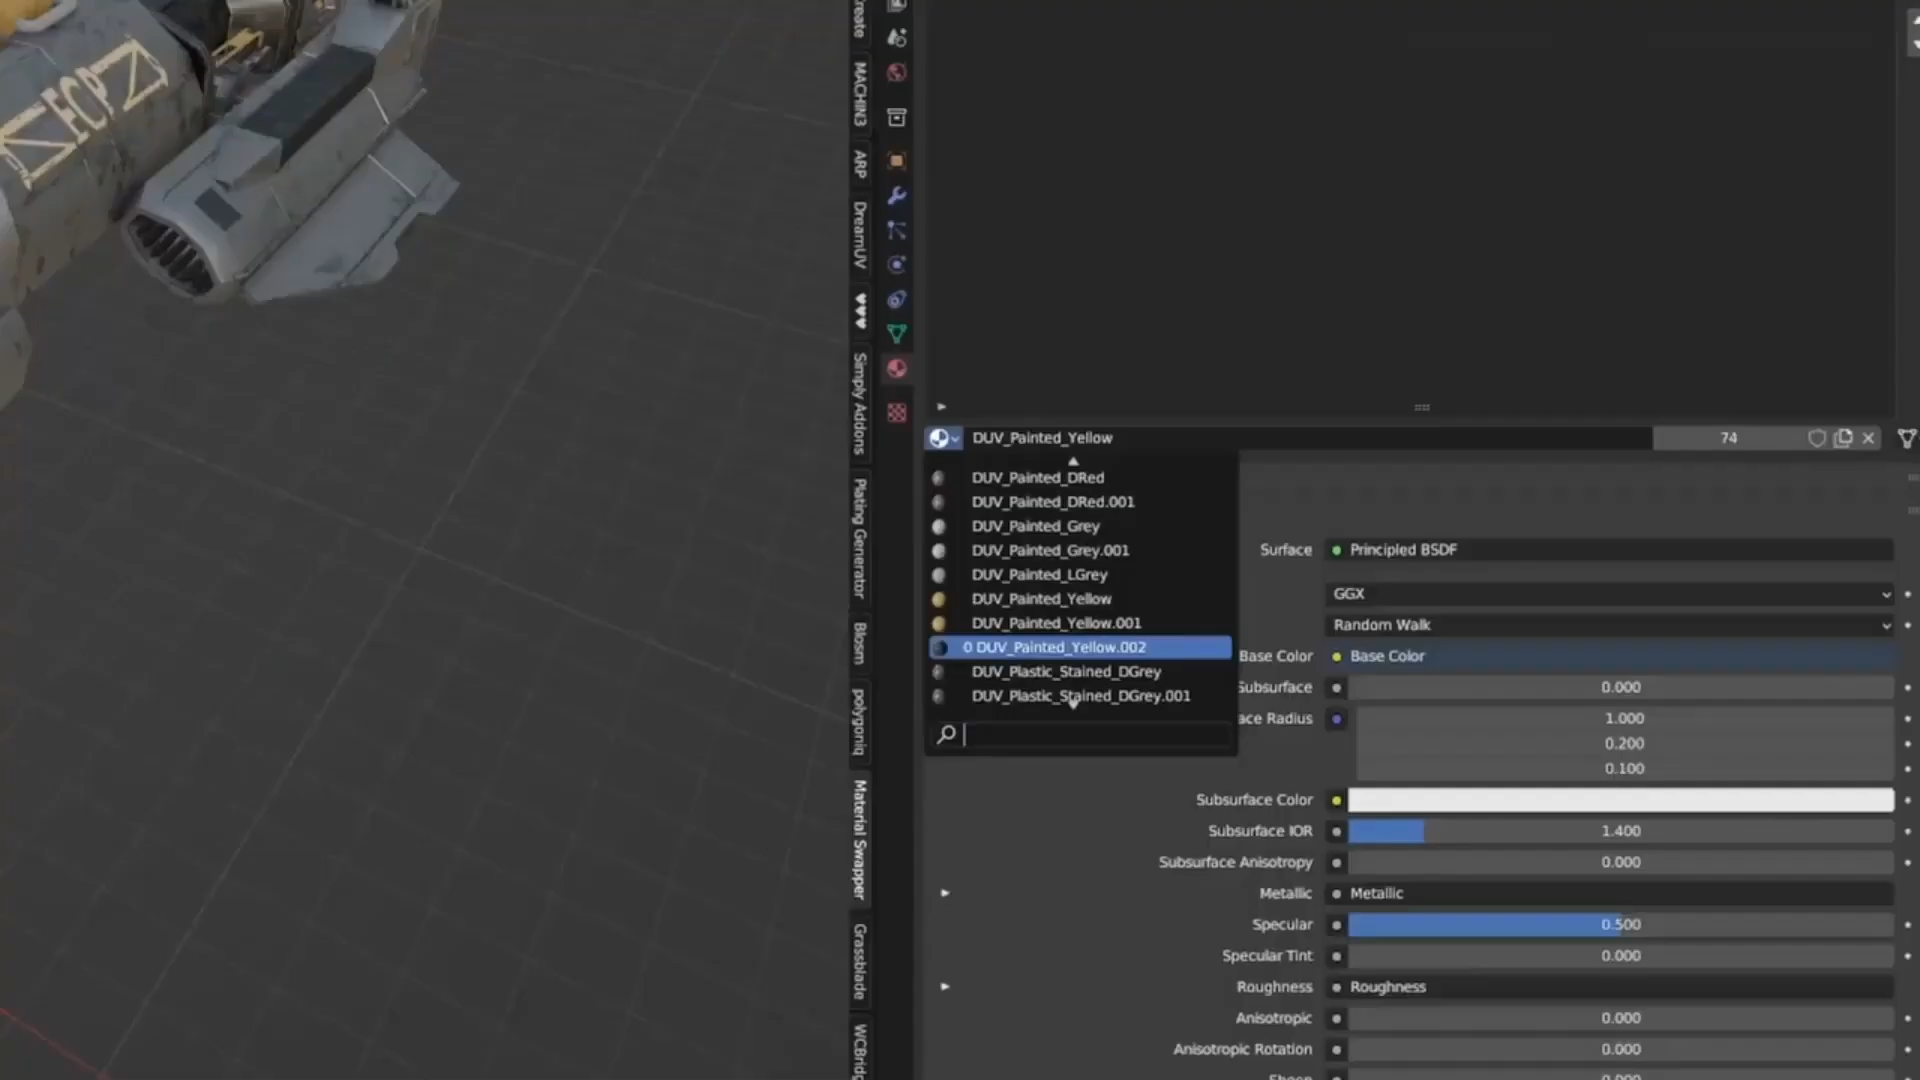 FCP
Create
MACHIN3
ARP
DreamUV
♥♥♥
Simply Addons
Plating Generator
Blosm
polygoniq
Material Swapper
Grassblade
DUV_Painted_Yellow
74
DUV_Painted_DRed
DUV_Painted_DRed.001
DUV_Painted_Grey
DUV_Painted_Grey.001
DUV_Painted_LGrey
DUV_Painted_Yellow
DUV_Painted_Yellow.001
0 DUV_Painted_Yellow.002
DUV_Plastic_Stained_DGrey
DUV_Plastic_Stained_DGrey.001
Surface Principled BSDF
GGX
Random Walk
Base Color Base Color
Subsurface 0.000
ace Radius 1.000
0.200
0.100
Subsurface Color
Subsurface IOR 1.400
Subsurface Anisotropy 0.000
Metallic Metallic
Specular 0.500
Specular Tint 0.000
Roughness Roughness
Anisotropic 0.000
Anisotropic Rotation 0.000